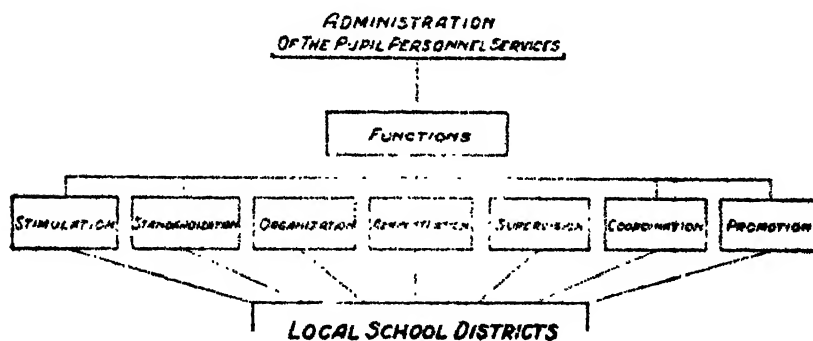 ADMINISTRATION
OF THE PUPIL PERSONNEL SERVICES
FUNCTIONS
STIMULATION STANDARDIZATION ORGANIZATION SUPERVISION COORDINATION PROMOTION
LOCAL SCHOOL DISTRICTS